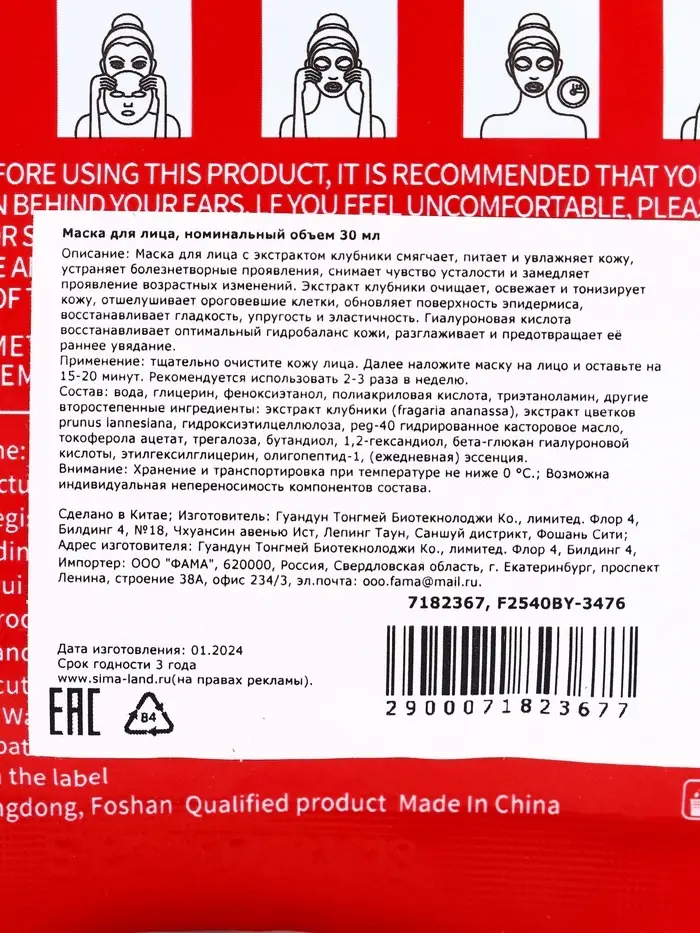 FORE USING THIS PRODUCT, IT IS RECOMMENDED THAT YOU
BEHIND YOUR EARS. I.F YOU FEEL UNCOMFORTABLE, PLEA
Маска для лица, номинальный объем 30 мл
Описание: Маска для лица с экстрактом клубники смягчает, питает и увлажняет кожу,
устраняет болезнетворные проявления, снимает чувство усталости и замедляет
проявление возрастных изменений. Экстракт клубники очищает, освежает и тонизирует
кожу, отшелушивает ороговевшие клетки, обновляет поверхность эпидермиса,
восстанавливает гладкость, упругость и эластичность. Гиалуроновая кислота
восстанавливает оптимальный гидробаланс кожи, разглаживает и предотвращает её
раннее увядание.
Применение: тщательно очистите кожу лица. Далее наложите маску на лицо и оставьте на
15-20 минут. Рекомендуется использовать 2-3 раза в неделю.
Состав: вода, глицерин, феноксиэтанол, полиакриловая кислота, триэтаноламин, другие
второстепенные ингредиенты: экстракт клубники (fragaria ananassa), экстракт цветков
prunus iannesiana, гидроксиэтилцеллюлоза, peg-40 гидрированное касторовое масло,
токоферола ацетат, трегалоза, бутандиол, 1,2-гександиол, бета-глюкан гиалуроновой
кислоты, этилгексилглицерин, олигопептид-1, (ежедневная) эссенция.
Внимание: Хранение и транспортировка при температуре не ниже 0 °C.; Возможна
индивидуальная непереносимость компонентов состава.
Сделано в Китае; Изготовитель: Гуандун Тонгмей Биотекнолоджи Ко., лимитед. Флор 4,
Билдинг 4, №18, Чхуансин авенью Ист, Лепинг Таун, Саншуй дистрикт, Фошань Сити;
Адрес изготовителя: Гуандун Тонгмей Биотекнолоджи Ко., лимитед. Флор 4, Билдинг 4,
Импортер: ООО "ФАМА", 620000, Россия, Свердловская область, г. Екатеринбург, проспект
Ленина, строение 38А, офис 234/3, эл.почта: ooo.fama@mail.ru.
7182367, F2540BY-3476
Дата изготовления: 01.2024
Срок годности 3 года
www.sima-land.ru(на правах рекламы).
EAC
84
2900071823677
the label
ngdong, Foshan Qualified product Made In China